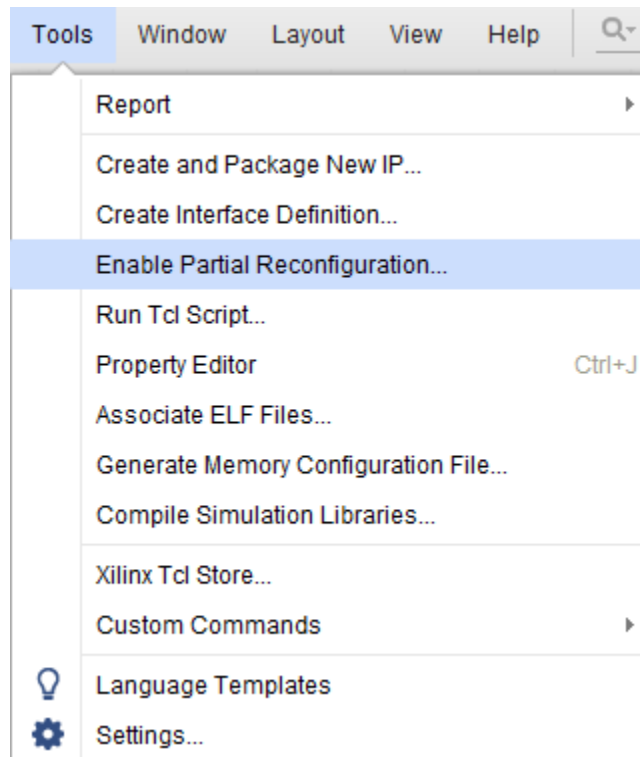 Tools Window Layout View Help
Report
Create and Package New IP...
Create Interface Definition...
Enable Partial Reconfiguration...
Run Tcl Script...
Property Editor Ctrl+J
Associate ELF Files...
Generate Memory Configuration File...
Compile Simulation Libraries...
Xilinx Tcl Store...
Custom Commands
Language Templates
Settings...